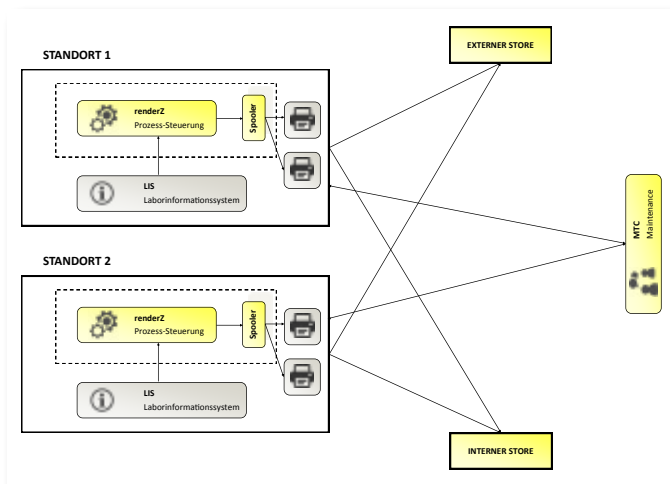 EXTERNER STORE
STANDORT 1
renderZ
Prozess-Steuerung
Spooler
LIS
Laborinformationssystem
MTC
Maintenance
STANDORT 2
renderZ
Prozess-Steuerung
Spooler
LIS
Laborinformationssystem
INTERNER STORE